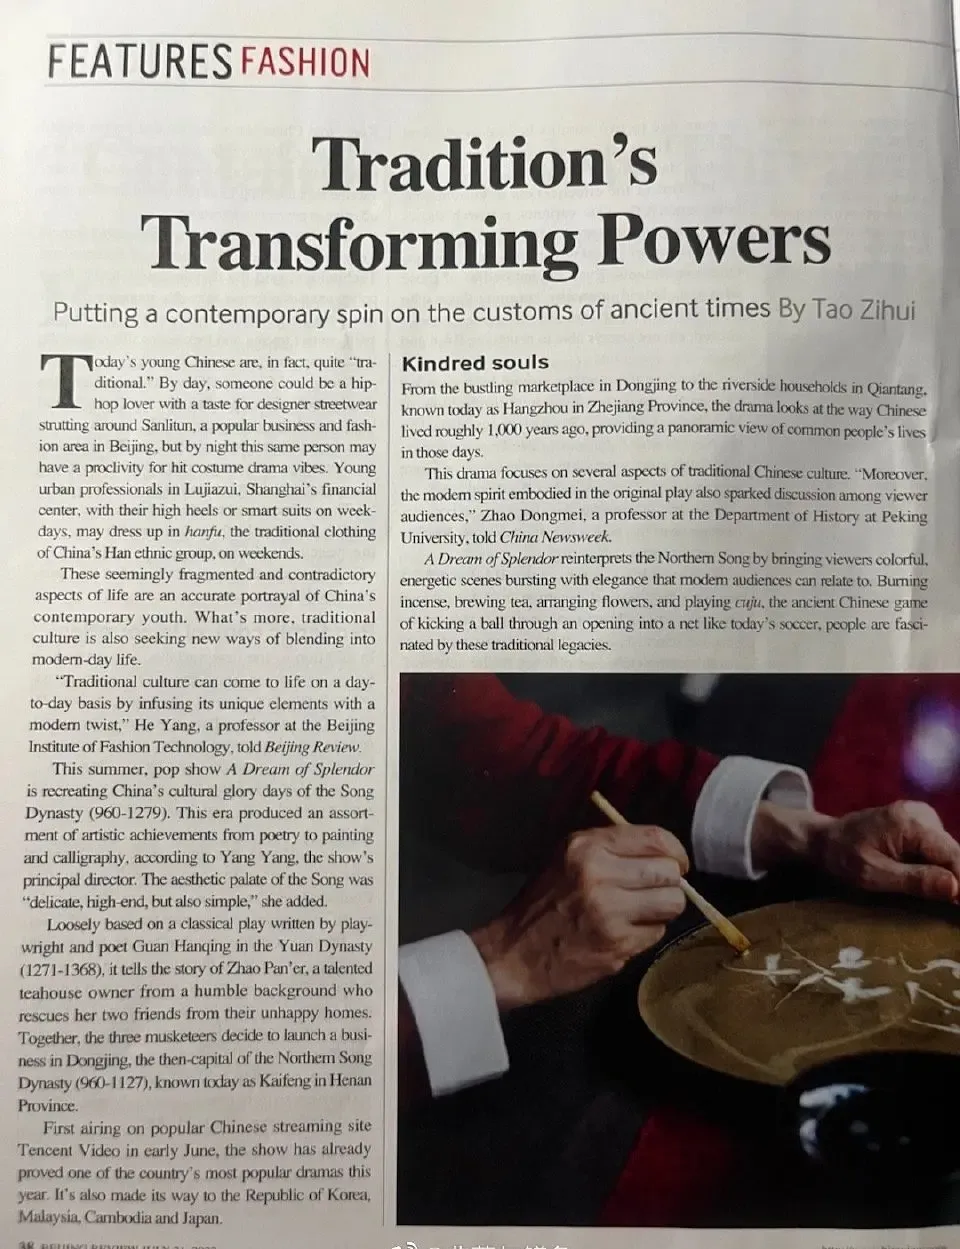 FEATURES FASHION
Tradition's
Transforming Powers
Putting a contemporary spin on the customs of ancient times By Tao Zihui
Today's young Chinese are, in fact, quite “tra-
ditional.” By day, someone could be a hip-
hop lover with a taste for designer streetwear
strutting around Sanlitun, a popular business and fash-
ion area in Beijing, but by night this same person may
have a proclivity for hit costume drama vibes. Young
urban professionals in Lujiazui, Shanghai's financial
center, with their high heels or smart suits on week-
days, may dress up in hanfu, the traditional clothing
of China's Han ethnic group, on weekends.
These seemingly fragmented and contradictory
aspects of life are an accurate portrayal of China's
contemporary youth. What's more, traditional
culture is also seeking new ways of blending into
modern-day life.
“Traditional culture can come to life on a day-
to-day basis by infusing its unique elements with a
modern twist,” He Yang, a professor at the Beijing
Institute of Fashion Technology, told Beijing Review.
This summer, pop show A Dream of Splendor
is recreating China's cultural glory days of the Song
Dynasty (960-1279). This era produced an assort-
ment of artistic achievements from poetry to painting
and calligraphy, according to Yang Yang, the show's
principal director. The aesthetic palate of the Song was
“delicate, high-end, but also simple,” she added.
Loosely based on a classical play written by play-
wright and poet Guan Hanqing in the Yuan Dynasty
(1271-1368), it tells the story of Zhao Pan'er, a talented
teahouse owner from a humble background who
rescues her two friends from their unhappy homes.
Together, the three musketeers decide to launch a busi-
ness in Dongjing, the then-capital of the Northern Song
Dynasty (960-1127), known today as Kaifeng in Henan
Province.
First airing on popular Chinese streaming site
Tencent Video in early June, the show has already
proved one of the country's most popular dramas this
year. It's also made its way to the Republic of Korea,
Malaysia, Cambodia and Japan.
Kindred souls
From the bustling marketplace in Dongjing to the riverside households in Qiantang,
known today as Hangzhou in Zhejiang Province, the drama looks at the way Chinese
lived roughly 1,000 years ago, providing a panoramic view of common people's lives
in those days.
This drama focuses on several aspects of traditional Chinese culture. “Moreover,
the modern spirit embodied in the original play also sparked discussion among viewer
audiences,” Zhao Dongmei, a professor at the Department of History at Peking
University, told China Newsweek.
A Dream of Splendor reinterprets the Northern Song by bringing viewers colorful,
energetic scenes bursting with elegance that modern audiences can relate to. Burning
incense, brewing tea, arranging flowers, and playing cuju, the ancient Chinese game
of kicking a ball through an opening into a net like today's soccer, people are fasci-
nated by these traditional legacies.
38 BEIJING REVIEW